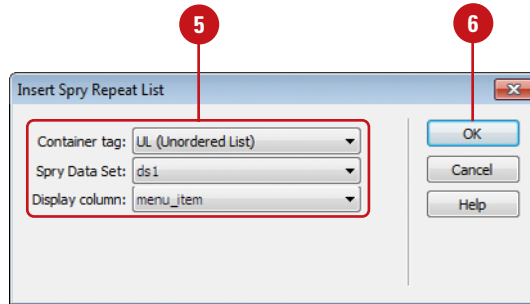 5
6
Insert Spry Repeat List
Container tag: UL (Unordered List)
OK
Spry Data Set: ds1
Cancel
Display column: menu_item
Help